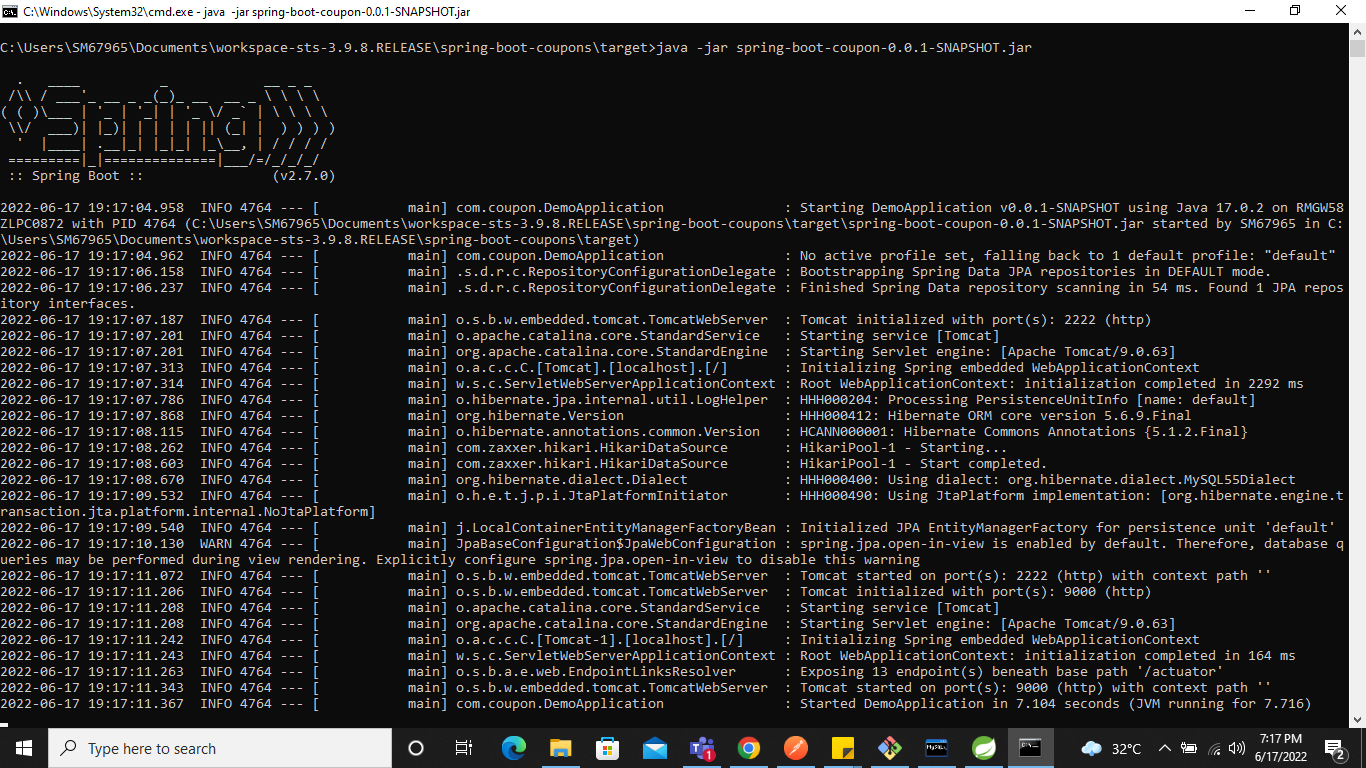 C:\Windows\System32\cmd.exe - java  -jar spring-boot-coupon-0.0.1-SNAPSHOT.jar
C:\Users\SM67965\Documents\workspace-sts-3.9.8.RELEASE\spring-boot-coupons\target>java -jar spring-boot-coupon-0.0.1-SNAPSHOT.jar
  .   ____          _            __ _ _
 /\\ / ___'_ __ _ _(_)_ __  __ _ \ \ \ \
( ( )\___ | '_ | '_| | '_ \/ _` | \ \ \ \
 \\/  ___)| |_)| | | | | || (_| |  ) ) ) )
  '  |____| .__|_| |_|_| |_\__, | / / / /
 =========|_|==============|___/=/_/_/_/
 :: Spring Boot ::                (v2.7.0)
2022-06-17 19:17:04.958  INFO 4764 --- [           main] com.coupon.DemoApplication               : Starting DemoApplication v0.0.1-SNAPSHOT using Java 17.0.2 on RMGW58
ZLPC0872 with PID 4764 (C:\Users\SM67965\Documents\workspace-sts-3.9.8.RELEASE\spring-boot-coupons\target\spring-boot-coupon-0.0.1-SNAPSHOT.jar started by SM67965 in C:
\Users\SM67965\Documents\workspace-sts-3.9.8.RELEASE\spring-boot-coupons\target)
2022-06-17 19:17:04.962  INFO 4764 --- [           main] com.coupon.DemoApplication               : No active profile set, falling back to 1 default profile: "default"
2022-06-17 19:17:06.158  INFO 4764 --- [           main] .s.d.r.c.RepositoryConfigurationDelegate : Bootstrapping Spring Data JPA repositories in DEFAULT mode.
2022-06-17 19:17:06.237  INFO 4764 --- [           main] .s.d.r.c.RepositoryConfigurationDelegate : Finished Spring Data repository scanning in 54 ms. Found 1 JPA repos
itory interfaces.
2022-06-17 19:17:07.187  INFO 4764 --- [           main] o.s.b.w.embedded.tomcat.TomcatWebServer  : Tomcat initialized with port(s): 2222 (http)
2022-06-17 19:17:07.201  INFO 4764 --- [           main] o.apache.catalina.core.StandardService   : Starting service [Tomcat]
2022-06-17 19:17:07.201  INFO 4764 --- [           main] org.apache.catalina.core.StandardEngine  : Starting Servlet engine: [Apache Tomcat/9.0.63]
2022-06-17 19:17:07.313  INFO 4764 --- [           main] o.a.c.c.C.[Tomcat].[localhost].[/]       : Initializing Spring embedded WebApplicationContext
2022-06-17 19:17:07.314  INFO 4764 --- [           main] w.s.c.ServletWebServerApplicationContext : Root WebApplicationContext: initialization completed in 2292 ms
2022-06-17 19:17:07.786  INFO 4764 --- [           main] o.hibernate.jpa.internal.util.LogHelper  : HHH000204: Processing PersistenceUnitInfo [name: default]
2022-06-17 19:17:07.868  INFO 4764 --- [           main] org.hibernate.Version                    : HHH000412: Hibernate ORM core version 5.6.9.Final
2022-06-17 19:17:08.115  INFO 4764 --- [           main] o.hibernate.annotations.common.Version   : HCANN000001: Hibernate Commons Annotations {5.1.2.Final}
2022-06-17 19:17:08.262  INFO 4764 --- [           main] com.zaxxer.hikari.HikariDataSource       : HikariPool-1 - Starting...
2022-06-17 19:17:08.603  INFO 4764 --- [           main] com.zaxxer.hikari.HikariDataSource       : HikariPool-1 - Start completed.
2022-06-17 19:17:08.670  INFO 4764 --- [           main] org.hibernate.dialect.Dialect            : HHH000400: Using dialect: org.hibernate.dialect.MySQL55Dialect
2022-06-17 19:17:09.532  INFO 4764 --- [           main] o.h.e.t.j.p.i.JtaPlatformInitiator       : HHH000490: Using JtaPlatform implementation: [org.hibernate.engine.t
ransaction.jta.platform.internal.NoJtaPlatform]
2022-06-17 19:17:09.540  INFO 4764 --- [           main] j.LocalContainerEntityManagerFactoryBean : Initialized JPA EntityManagerFactory for persistence unit 'default'
2022-06-17 19:17:10.130  WARN 4764 --- [           main] JpaBaseConfiguration$JpaWebConfiguration : spring.jpa.open-in-view is enabled by default. Therefore, database q
ueries may be performed during view rendering. Explicitly configure spring.jpa.open-in-view to disable this warning
2022-06-17 19:17:11.072  INFO 4764 --- [           main] o.s.b.w.embedded.tomcat.TomcatWebServer  : Tomcat started on port(s): 2222 (http) with context path ''
2022-06-17 19:17:11.206  INFO 4764 --- [           main] o.s.b.w.embedded.tomcat.TomcatWebServer  : Tomcat initialized with port(s): 9000 (http)
2022-06-17 19:17:11.208  INFO 4764 --- [           main] o.apache.catalina.core.StandardService   : Starting service [Tomcat]
2022-06-17 19:17:11.208  INFO 4764 --- [           main] org.apache.catalina.core.StandardEngine  : Starting Servlet engine: [Apache Tomcat/9.0.63]
2022-06-17 19:17:11.242  INFO 4764 --- [           main] o.a.c.c.C.[Tomcat-1].[localhost].[/]     : Initializing Spring embedded WebApplicationContext
2022-06-17 19:17:11.243  INFO 4764 --- [           main] w.s.c.ServletWebServerApplicationContext : Root WebApplicationContext: initialization completed in 164 ms
2022-06-17 19:17:11.263  INFO 4764 --- [           main] o.s.b.a.e.web.EndpointLinksResolver      : Exposing 13 endpoint(s) beneath base path '/actuator'
2022-06-17 19:17:11.343  INFO 4764 --- [           main] o.s.b.w.embedded.tomcat.TomcatWebServer  : Tomcat started on port(s): 9000 (http) with context path ''
2022-06-17 19:17:11.367  INFO 4764 --- [           main] com.coupon.DemoApplication               : Started DemoApplication in 7.104 seconds (JVM running for 7.716)
Type here to search
1
MySQL
32°C
7:17 PM
6/17/2022
2